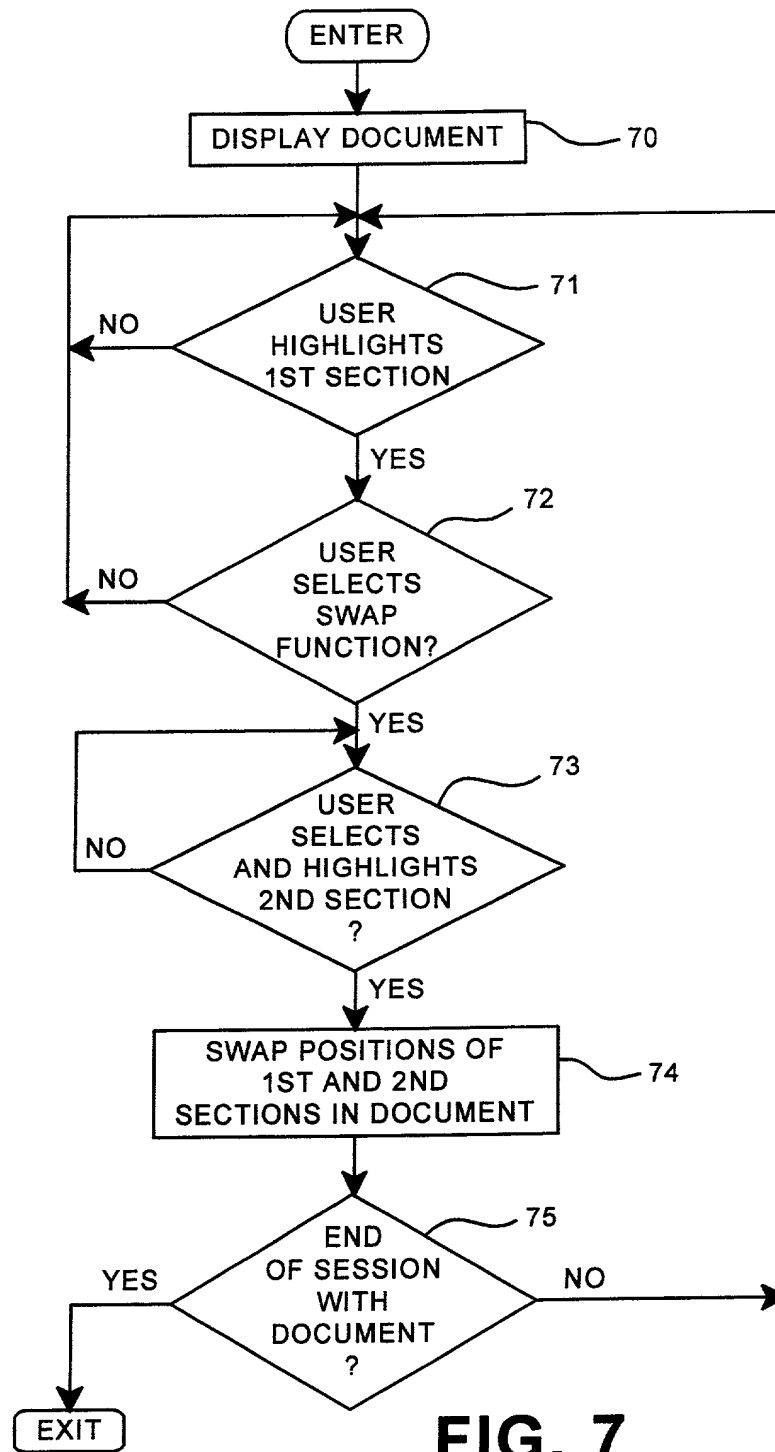 ENTER
DISPLAY DOCUMENT
70
71
USER
HIGHLIGHTS
1ST SECTION
NO
YES
72
USER
SELECTS
SWAP
FUNCTION?
NO
YES
73
USER
SELECTS
AND HIGHLIGHTS
2ND SECTION
?
NO
YES
SWAP POSITIONS OF
1ST AND 2ND
SECTIONS IN DOCUMENT
74
75
END
OF SESSION
WITH
DOCUMENT
?
YES
NO
EXIT
FIG. 7